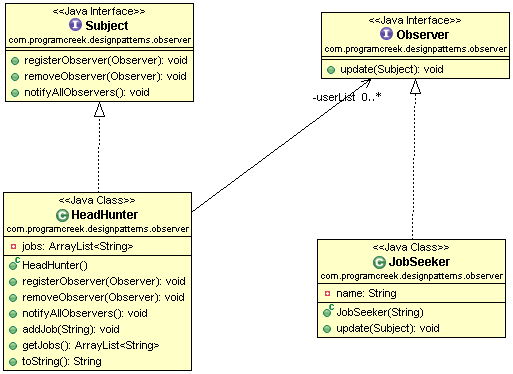 <<Java Interface>>
Subject
com.programcreek.designpatterns.observer
registerObserver(Observer): void
removeObserver(Observer): void
notifyAllObservers(): void
<<Java Interface>>
Observer
com.programcreek.designpatterns.observer
update(Subject): void
-userList 0..*
<<Java Class>>
HeadHunter
com.programcreek.designpatterns.observer
jobs: ArrayList<String>
HeadHunter()
registerObserver(Observer): void
removeObserver(Observer): void
notifyAllObservers(): void
addJob(String): void
getJobs(): ArrayList<String>
toString(): String
<<Java Class>>
JobSeeker
com.programcreek.designpatterns.observer
name: String
JobSeeker(String)
update(Subject): void